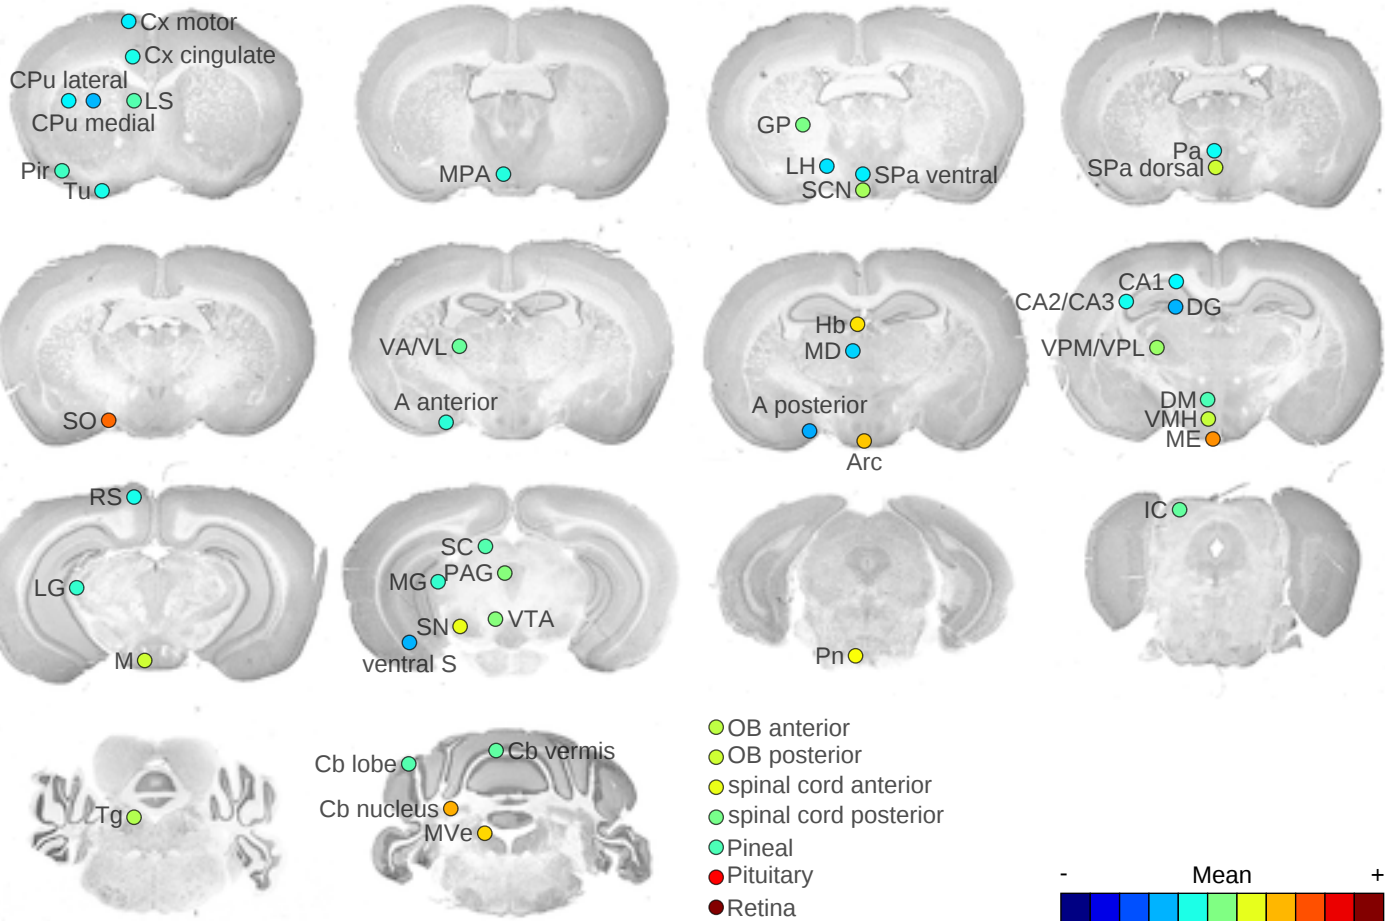 Cx motor
Cx cingulate
CPu lateral
LS
CPu medial
Pir
Tu
MPA
GP
LH
SPa ventral
SCN
Pa
SPa dorsal
SO
VA/VL
A anterior
Hb
MD
A posterior
Arc
CA1
CA2/CA3
DG
VPM/VPL
DM
VMH
ME
RS
LG
M
SC
MG
PAG
SN
VTA
ventral S
Pn
IC
Tg
Cb lobe
Cb vermis
Cb nucleus
MVe
OB anterior
OB posterior
spinal cord anterior
spinal cord posterior
Pineal
Pituitary
Retina
- Mean +